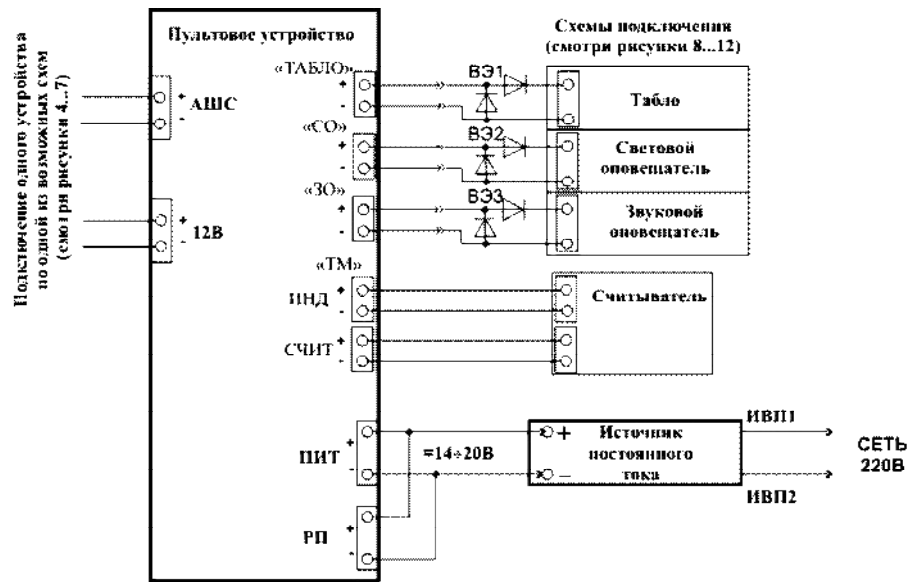 Подключение одного устройства
по одной из возможных схем
(смотри рисунки 4...7)
Пультовое устройство
Схемы подключения
(смотри рисунки 8...12)
«ТАБЛО»
+
-
ВЭ1
Табло
+
-
АШС
«СО»
+
-
ВЭ2
Световой
оповещатель
«ЗО»
+
-
ВЭ3
Звуковой
оповещатель
+
-
12В
«ТМ»
ИНД
+
-
Считыватель
СЧИТ
+
-
ПИТ
+
-
=14÷20В
+
-
Источник
постоянного
тока
ИВП1
ИВП2
СЕТЬ
220В
РП
+
-